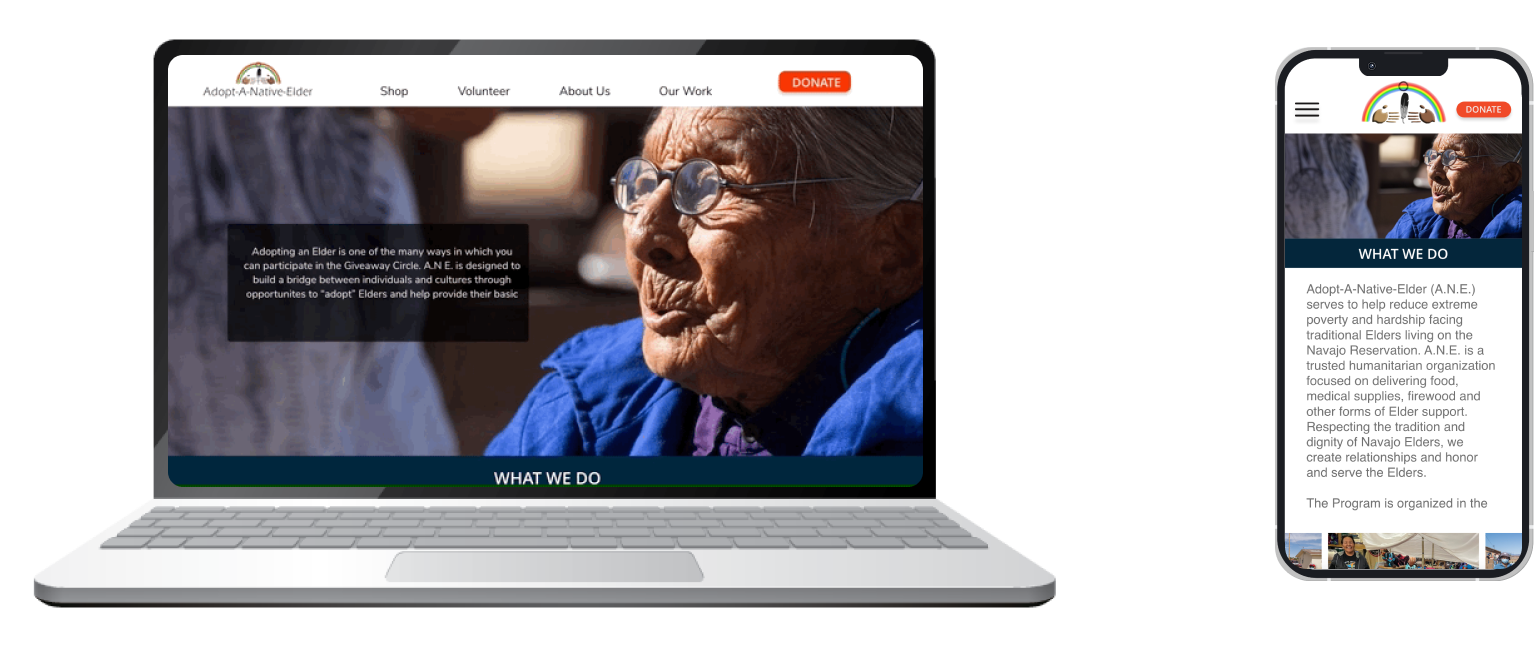 Adopt-A-Native-Elder
Shop
Volunteer
About Us
Our Work
DONATE
Adopting an Elder is one of the many ways in which you
can participate in the Giveaway Circle. A.N E. is designed to
build a bridge between individuals and cultures through
opportunites to “adopt” Elders and help provide their basic
WHAT WE DO
DONATE
WHAT WE DO
Adopt-A-Native-Elder (A.N.E.)
serves to help reduce extreme
poverty and hardship facing
traditional Elders living on the
Navajo Reservation. A.N.E. is a
trusted humanitarian organization
focused on delivering food,
medical supplies, firewood and
other forms of Elder support.
Respecting the tradition and
dignity of Navajo Elders, we
create relationships and honor
and serve the Elders.
The Program is organized in the